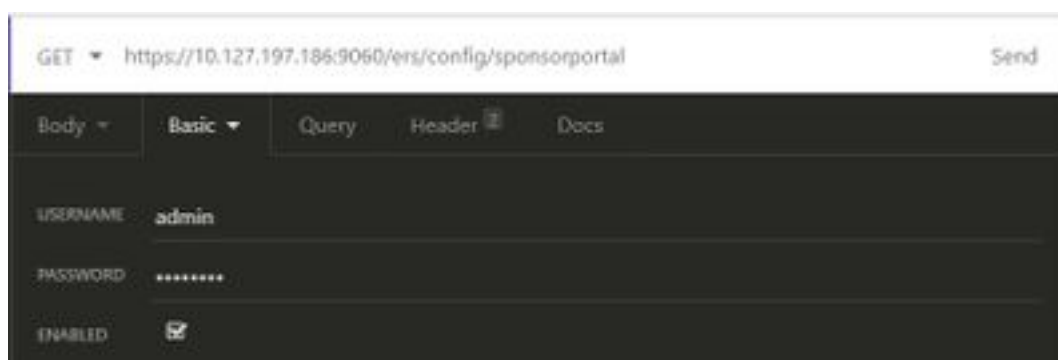 GET https://10.127.197.186:9060/ers/config/sponsorportal Send
Body Basic Query Header 2 Docs
USERNAME admin
PASSWORD ••••••••
ENABLED